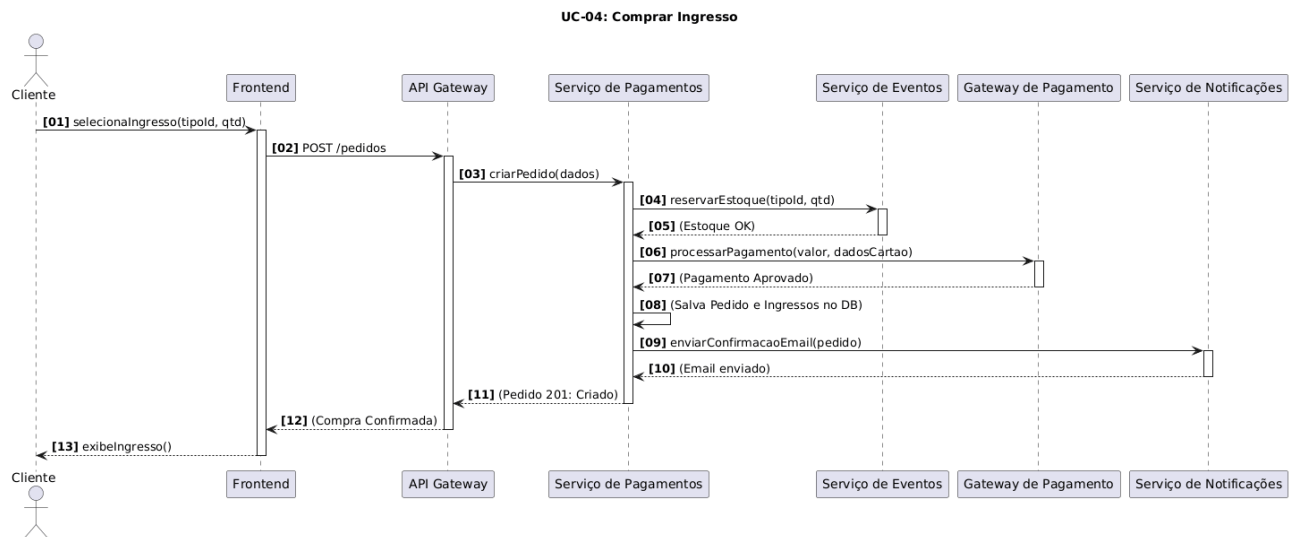 UC-04: Comprar Ingresso
Cliente
Frontend
API Gateway
Serviço de Pagamentos
Serviço de Eventos
Gateway de Pagamento
Serviço de Notificações
[01] selecionaIngresso(tipoId, qtd)
[02] POST /pedidos
[03] criarPedido(dados)
[04] reservarEstoque(tipoId, qtd)
[05] (Estoque OK)
[06] processarPagamento(valor, dadosCartao)
[07] (Pagamento Aprovado)
[08] (Salva Pedido e Ingressos no DB)
[09] enviarConfirmacaoEmail(pedido)
[10] (Email enviado)
[11] (Pedido 201: Criado)
[12] (Compra Confirmada)
[13] exibeIngresso()
Cliente
Frontend
API Gateway
Serviço de Pagamentos
Serviço de Eventos
Gateway de Pagamento
Serviço de Notificações